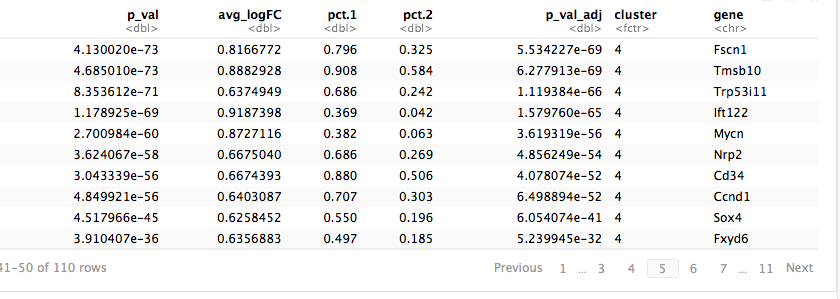 p_val avg_logFC pct.1 pct.2 p_val_adj cluster gene
<dbl> <dbl> <dbl> <dbl> <dbl> <fctr> <chr>
4.130020e-73 0.8166772 0.796 0.325 5.534227e-69 4 Fscn1
4.685010e-73 0.8882928 0.908 0.584 6.277913e-69 4 Tmsb10
8.353612e-71 0.6374949 0.686 0.242 1.119384e-66 4 Trp53i11
1.178925e-69 0.9187398 0.369 0.042 1.579760e-65 4 Ift122
2.700984e-60 0.8727116 0.382 0.063 3.619319e-56 4 Mycn
3.624067e-58 0.6675040 0.686 0.269 4.856249e-54 4 Nrp2
3.043339e-56 0.6674393 0.880 0.506 4.078074e-52 4 Cd34
4.849921e-56 0.6403087 0.707 0.303 6.498894e-52 4 Ccnd1
4.517966e-45 0.6258452 0.550 0.196 6.054074e-41 4 Sox4
3.910407e-36 0.6356883 0.497 0.185 5.239945e-32 4 Fxyd6
41-50 of 110 rows Previous 1 ... 3 4 5 6 7 ... 11 Next